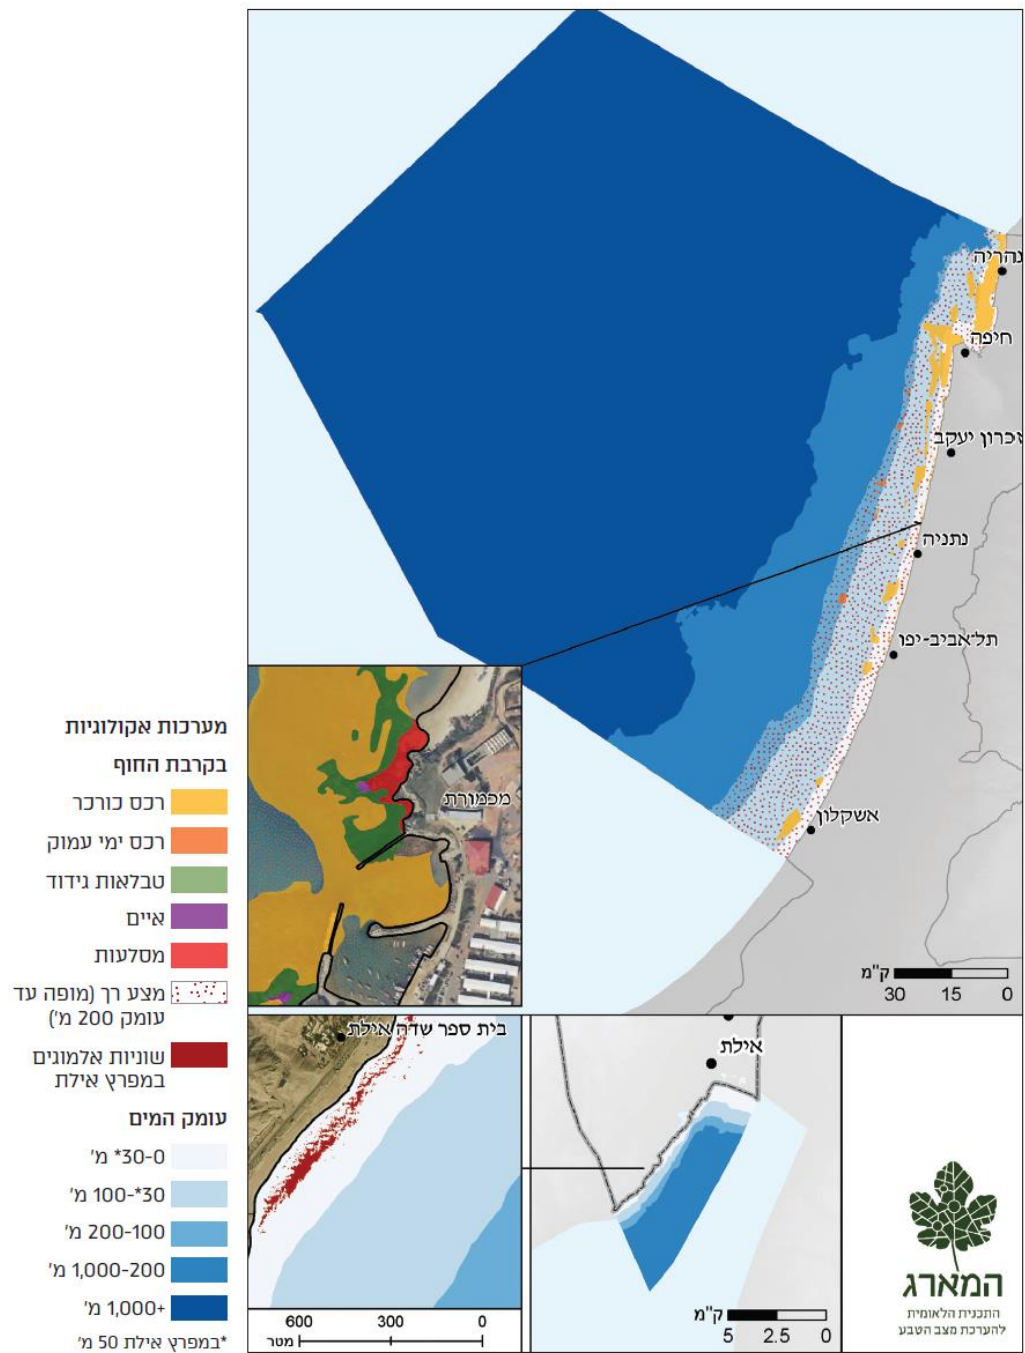 נהריה
חיפה
זכרון יעקב
נתניה
תל־אביב-יפו
אשקלון
ק"מ
30 15 0
מכמורת
מערכות אקולוגיות
בקרבת החוף
רכס כורכר
רכס ימי עמוק
טבלאות גידוד
איים
מסלעות
מצע רך (מופה עד
עומק 200 מ')
שוניות אלמוגים
במפרץ אילת
עומק המים
30-0* מ'
30*-100 מ'
200-100 מ'
1,000-200 מ'
+1,000 מ'
*במפרץ אילת 50 מ'
בית ספר שדה אילת
600 300 0
מטר
אילת
ק"מ
5 2.5 0
המארג
התכנית הלאומית
להערכת מצב הטבע